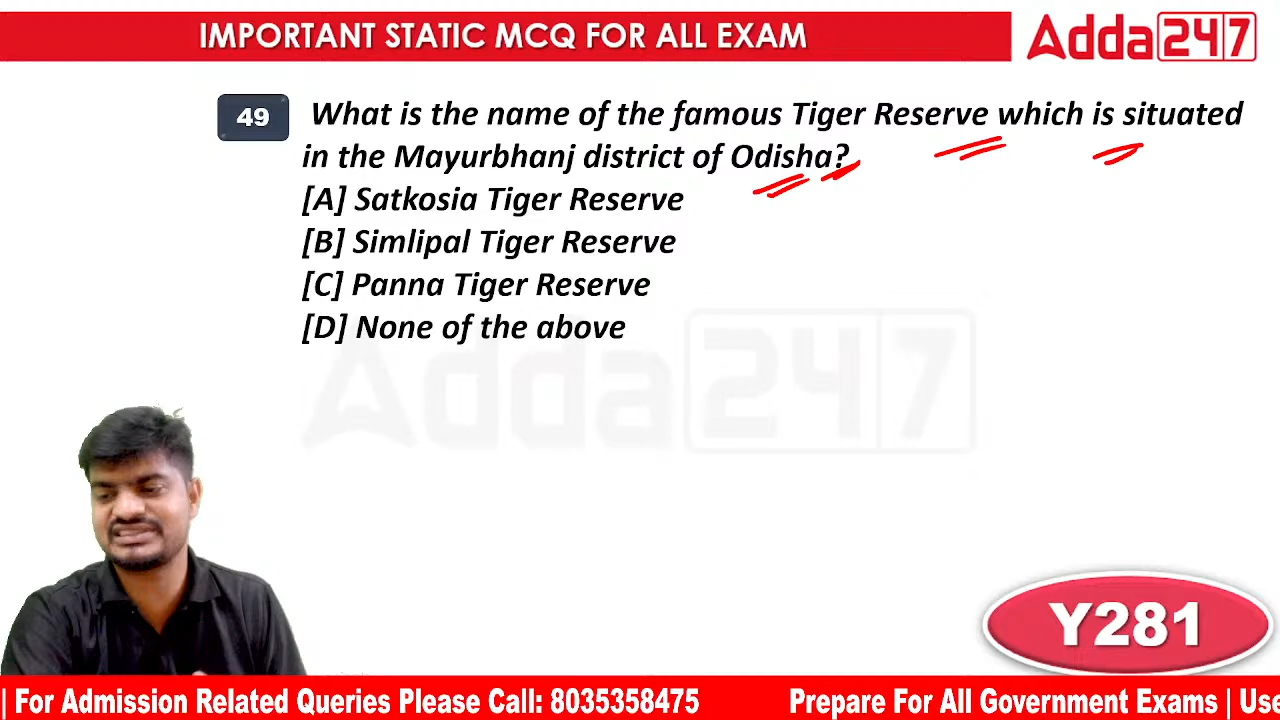 IMPORTANT STATIC MCQ FOR ALL EXAM
Adda247
49
What is the name of the famous Tiger Reserve which is situated
in the Mayurbhanj district of Odisha?
[A] Satkosia Tiger Reserve
[B] Simlipal Tiger Reserve
[C] Panna Tiger Reserve
[D] None of the above
Adda247
Y281
| For Admission Related Queries Please Call: 8035358475 Prepare For All Government Exams | Use